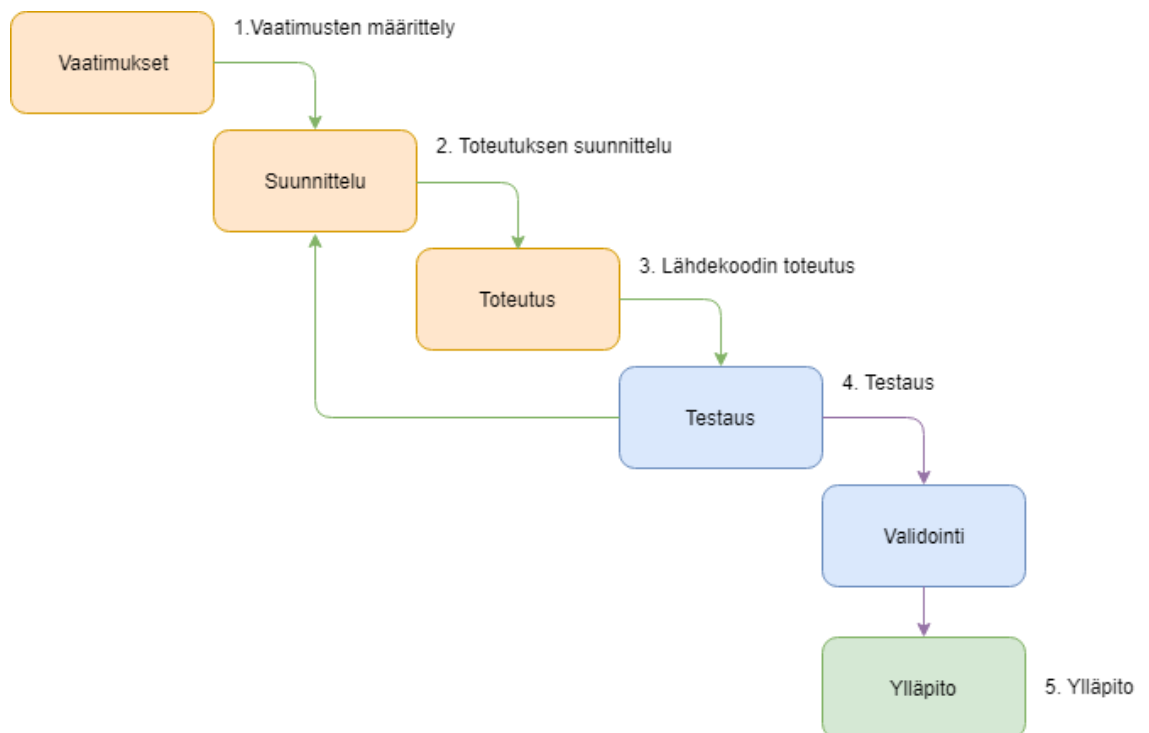 1.Vaatimusten määrittely
Vaatimukset
2. Toteutuksen suunnittelu
Suunnittelu
3. Lähdekoodin toteutus
Toteutus
4. Testaus
Testaus
Validointi
Ylläpito
5. Ylläpito